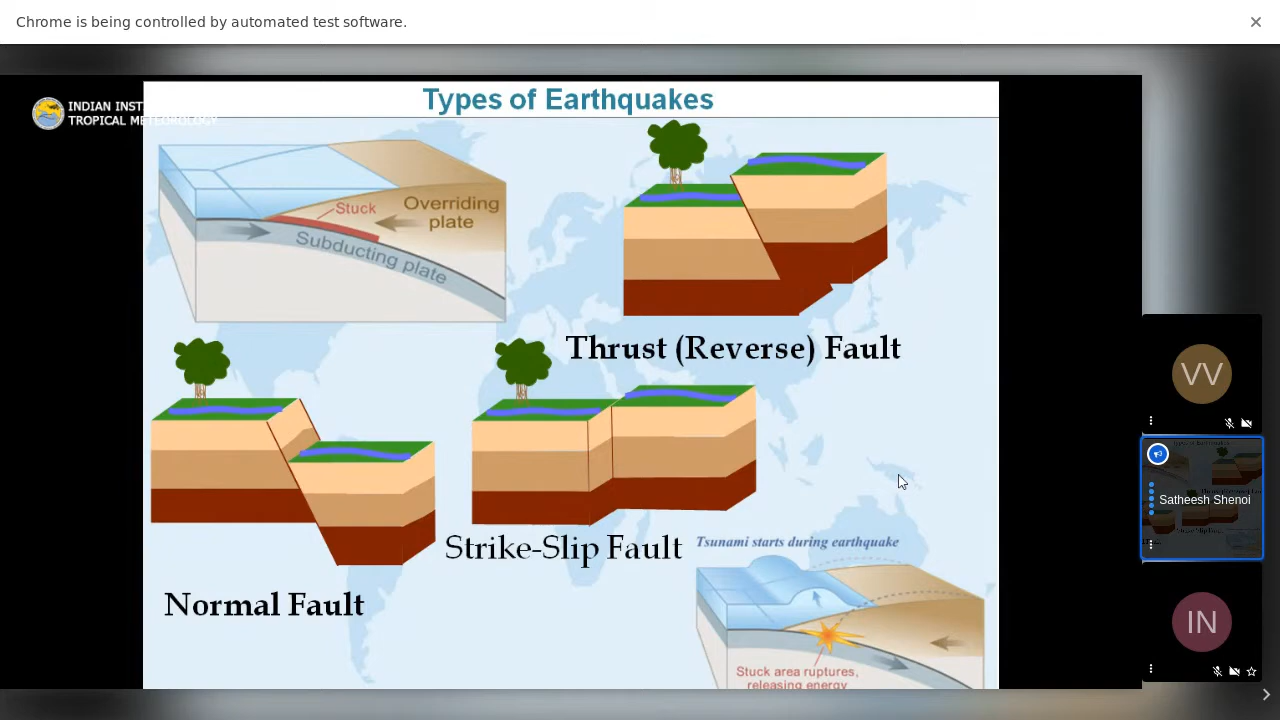 Chrome is being controlled by automated test software.
Types of Earthquakes
INDIAN INST
TROPICAL METEOROLOGY
Stuck
Overriding
plate
Subducting plate
Thrust (Reverse) Fault
Strike-Slip Fault
Normal Fault
Tsunami starts during earthquake
Stuck area ruptures,
releasing energy
VV
Satheesh Shenoi
IN